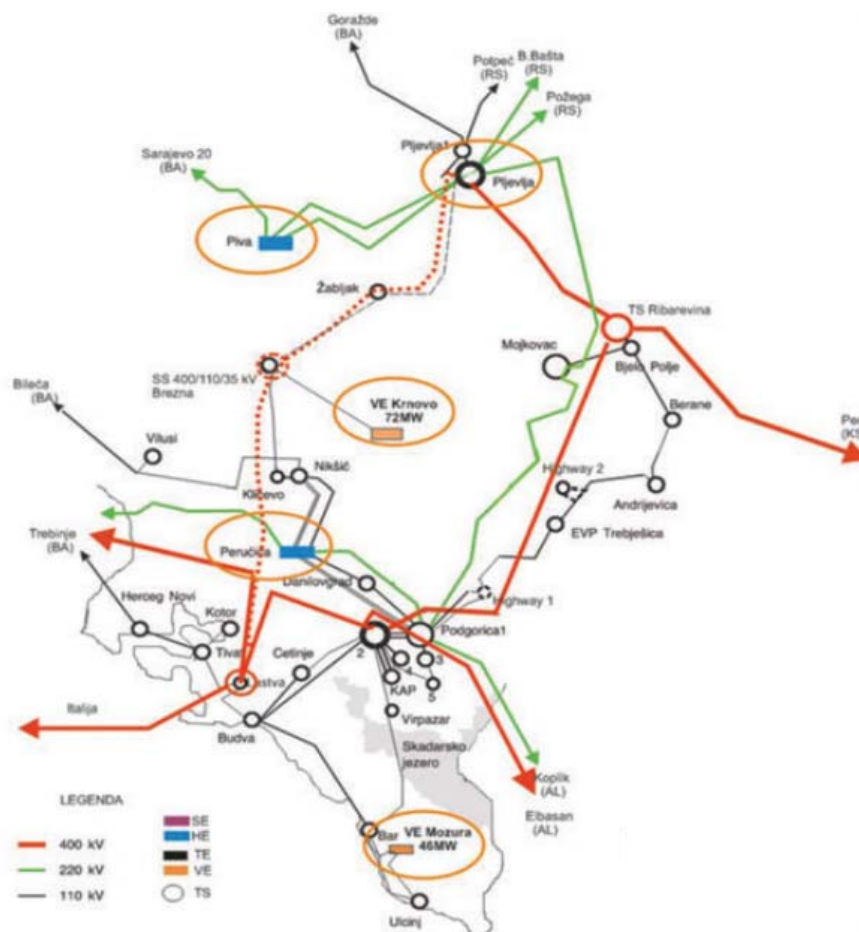 Goražde
(BA)
Potpeč
(RS)
B.Bašta
(RS)
Požega
(RS)
Pljevlja1
Pljevlja
Sarajevo 20
(BA)
Piva
Žabljak
TS Ribarevina
Mojkovac
Bjelo Polje
SS 400/110/35 kV
Brezna
Bileća
(BA)
VE Krnovo
72MW
Berane
(KS)
Vilusi
Nikšić
Kličevo
Highway 2
Andrijevica
EVP Trebješica
Trebinje
(BA)
Peručica
Danilovgrad
Highway 1
Herceg Novi
Kotor
Tivat
Cetinje
2
Podgorica1
4
3
KAP
5
Italija
Budva
Virpazar
Skadarsko
jezero
Koplik
(AL)
Elbasan
(AL)
LEGENDA
400 kV
220 kV
110 kV
SE
HE
TE
VE
TS
Bar
VE Mozura
46MW
Ulcinj